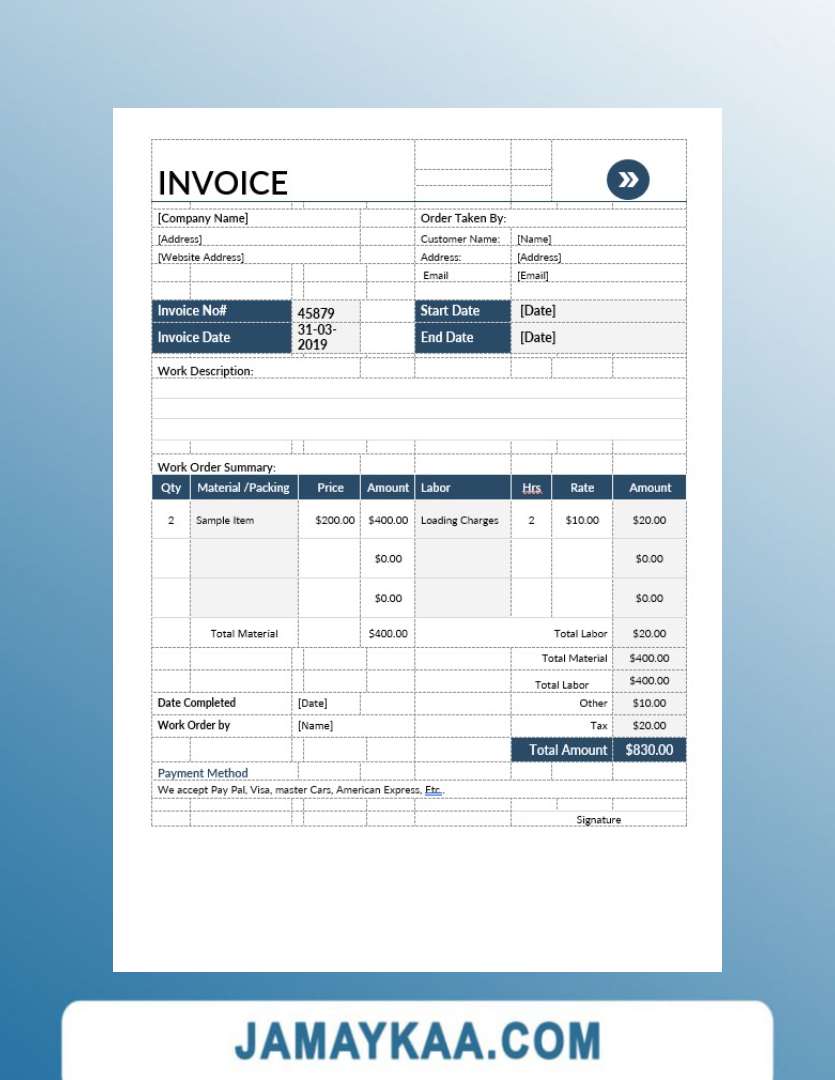 INVOICE
[Company Name] Order Taken By:
[Address] Customer Name: [Name]
[Website Address] Address: [Address]
Email [Email]
Invoice No# 45879 Start Date [Date]
Invoice Date 31-03-2019 End Date [Date]
Work Description:
Work Order Summary:
Qty Material /Packing Price Amount Labor Hrs Rate Amount
2 Sample Item $200.00 $400.00 Loading Charges 2 $10.00 $20.00
$0.00 $0.00
$0.00 $0.00
Total Material $400.00 Total Labor $20.00
Total Material $400.00
Total Labor $400.00
Date Completed [Date] Other $10.00
Work Order by [Name] Tax $20.00
Total Amount $830.00
Payment Method
We accept Pay Pal, Visa, master Cars, American Express, Etc..
Signature
JAMAYKAA.COM